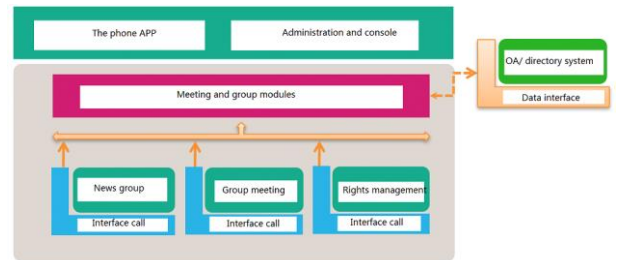 The phone APP
Administration and console
OA/ directory system
Data interface
Meeting and group modules
News group
Group meeting
Rights management
Interface call
Interface call
Interface call